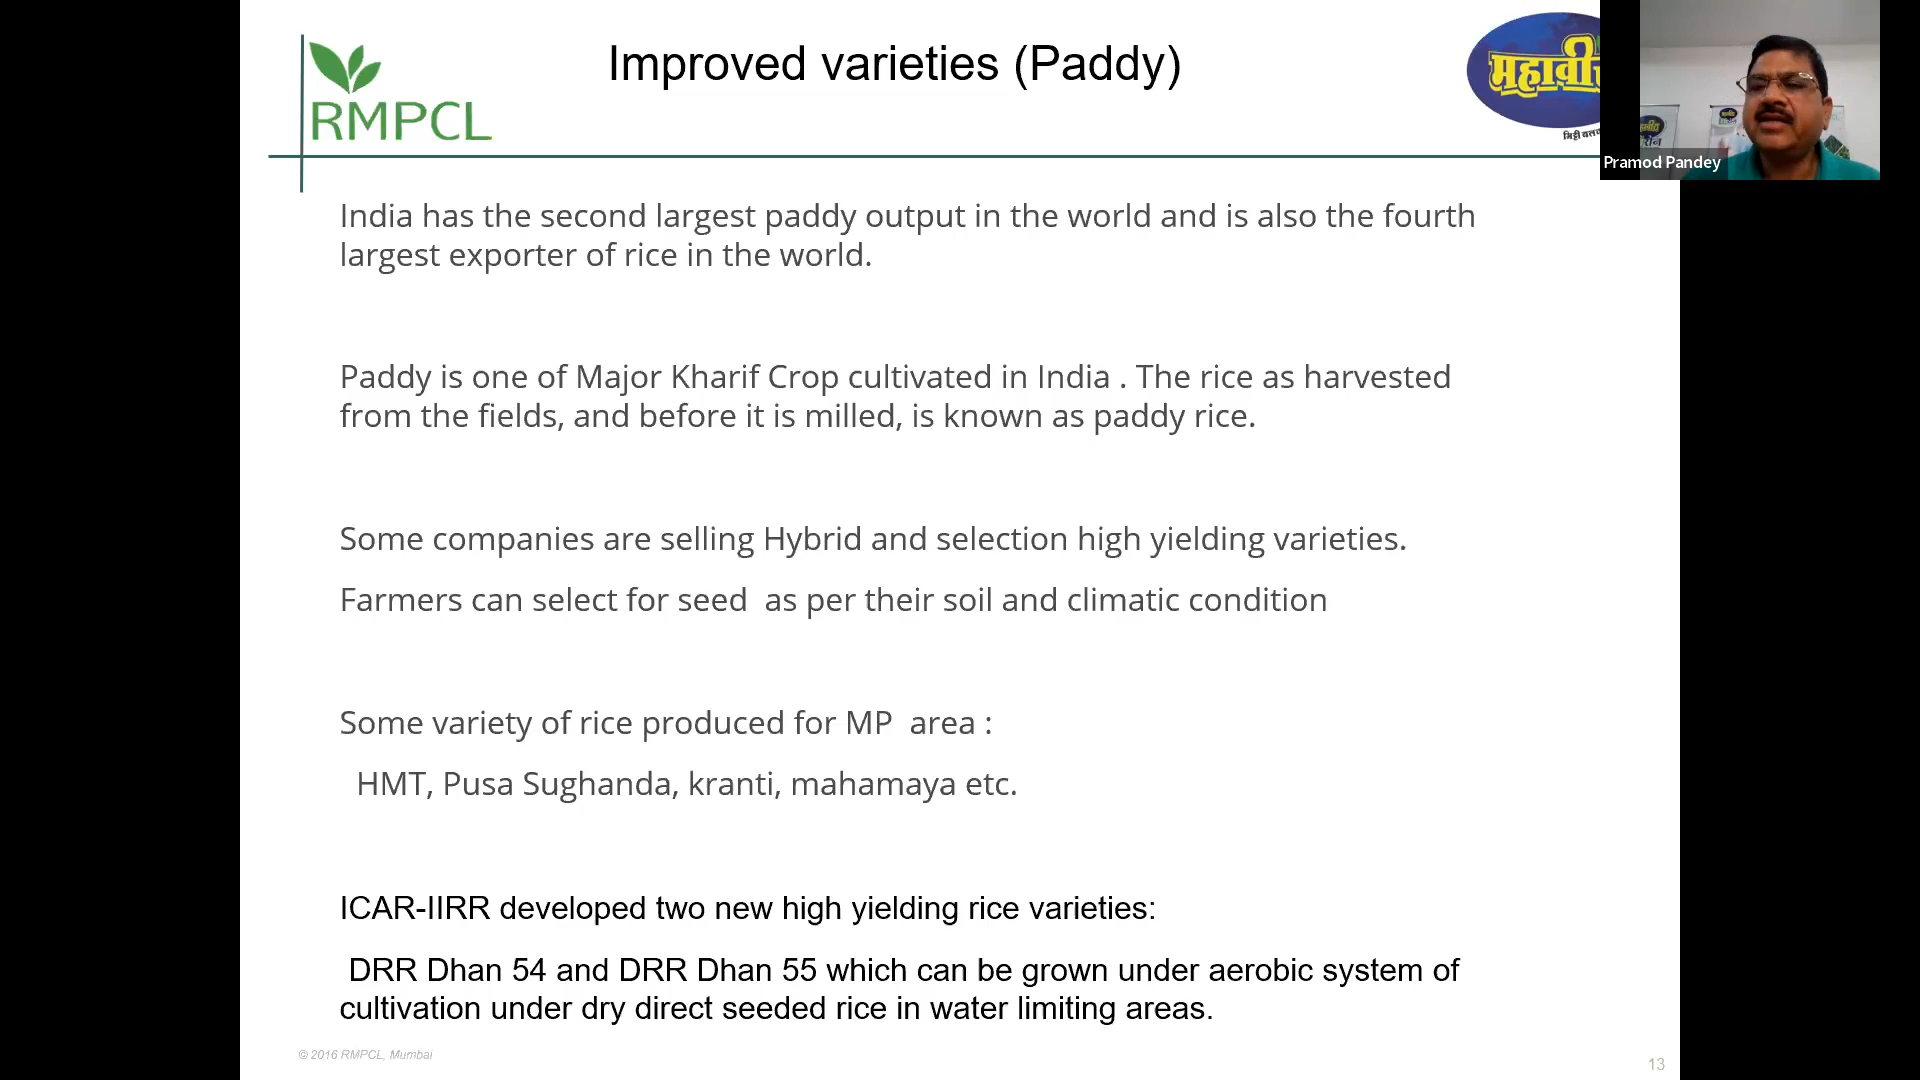 Improved varieties (Paddy)
RMPCL
Pramod Pandey
India has the second largest paddy output in the world and is also the fourth
largest exporter of rice in the world.
Paddy is one of Major Kharif Crop cultivated in India . The rice as harvested
from the fields, and before it is milled, is known as paddy rice.
Some companies are selling Hybrid and selection high yielding varieties.
Farmers can select for seed  as per their soil and climatic condition
Some variety of rice produced for MP  area :
HMT, Pusa Sughanda, kranti, mahamaya etc.
ICAR-IIRR developed two new high yielding rice varieties:
DRR Dhan 54 and DRR Dhan 55 which can be grown under aerobic system of
cultivation under dry direct seeded rice in water limiting areas.
© 2016 RMPCL, Mumbai
13